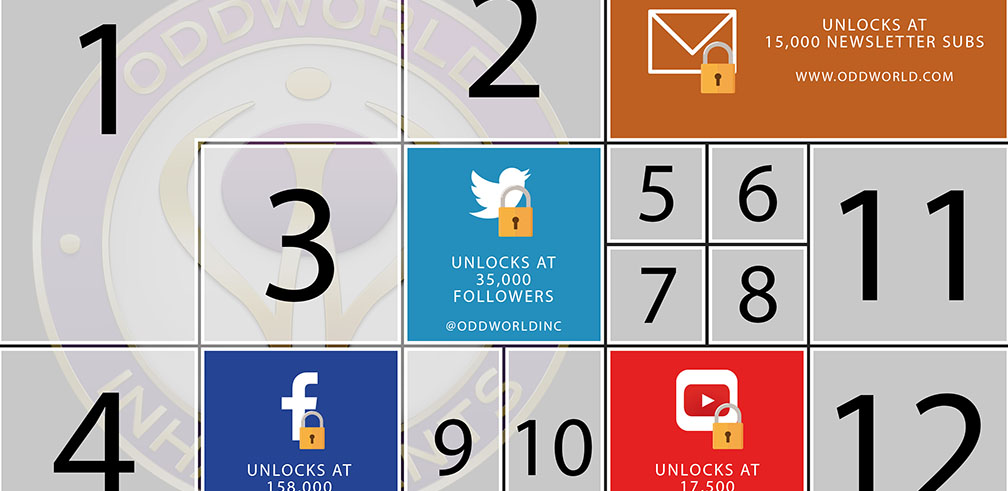 ODDWORLD
INHABITANTS
1
2
UNLOCKS AT
15,000 NEWSLETTER SUBS
WWW.ODDWORLD.COM
3
UNLOCKS AT
35,000
FOLLOWERS
@ODDWORLDINC
5
6
7
8
11
4
UNLOCKS AT
158,000
9
10
UNLOCKS AT
17,500
12